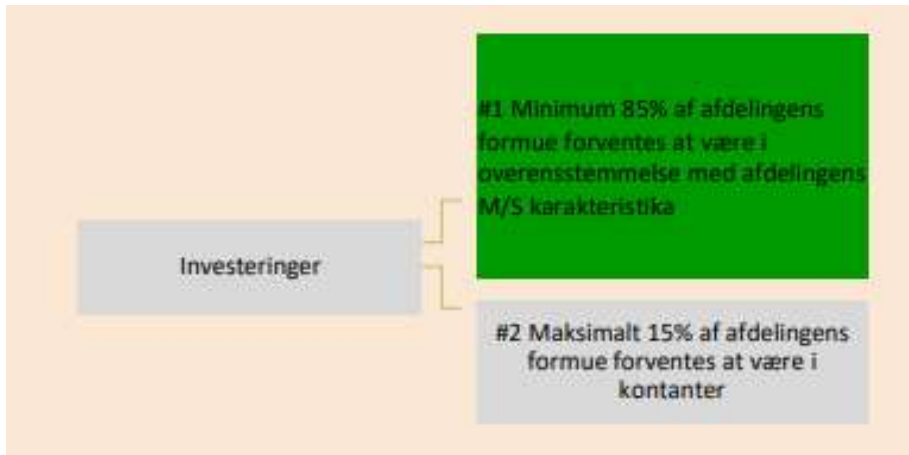 #1 Minimum 85% af afdelingens
formue forventes at være i
overensstemmelse med afdelingens
M/S karakteristika
Investeringer
#2 Maksimalt 15% af afdelingens
formue forventes at være i
kontanter